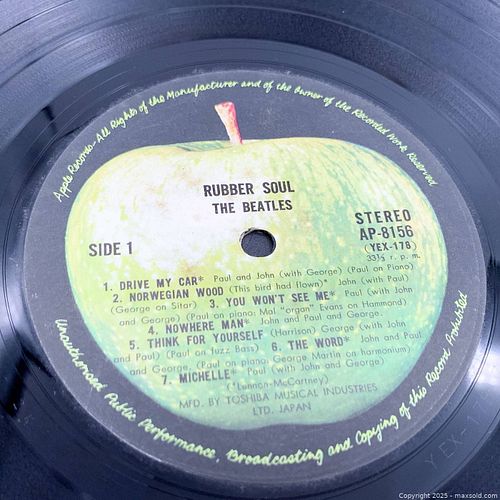 Apple Records–All Rights of the Manufacturer and of the Owner of the Recorded Work Reserved
RUBBER SOUL
THE BEATLES
SIDE 1
STEREO
AP-8156
(YEX-178)
33⅓ r. p. m.
1. DRIVE MY CAR* Paul and John (with George) (Paul on Piano)
2. NORWEGIAN WOOD (This bird had flown)* John (with Paul)
(George on Sitar) 3. YOU WON'T SEE ME* Paul (with John
and George) (Paul on piano; Mal "organ" Evans on Hammond)
4. NOWHERE MAN* John and Paul and George.
5. THINK FOR YOURSELF (Harrison) George (with John
and Paul) (Paul on fuzz Bass) 6. THE WORD* John and Paul
and George, (Paul on piano; George Martin on harmonium)
7. MICHELLE* Paul (with John and George)
(*Lennon-McCartney)
MFD. BY TOSHIBA MUSICAL INDUSTRIES
LTD. JAPAN
Unauthorised Public Performance, Broadcasting and Copying of this Record Prohibited
Copyright 2025 - maxsold.com